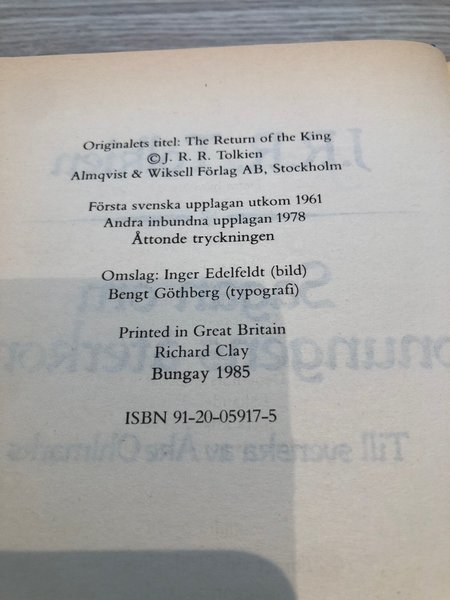 Originalets titel: The Return of the King
© J. R. R. Tolkien
Almqvist & Wiksell Förlag AB, Stockholm
Första svenska upplagan utkom 1961
Andra inbundna upplagan 1978
Åttonde tryckningen
Omslag: Inger Edelfeldt (bild)
Bengt Göthberg (typografi)
Printed in Great Britain
Richard Clay
Bungay 1985
ISBN 91-20-05917-5